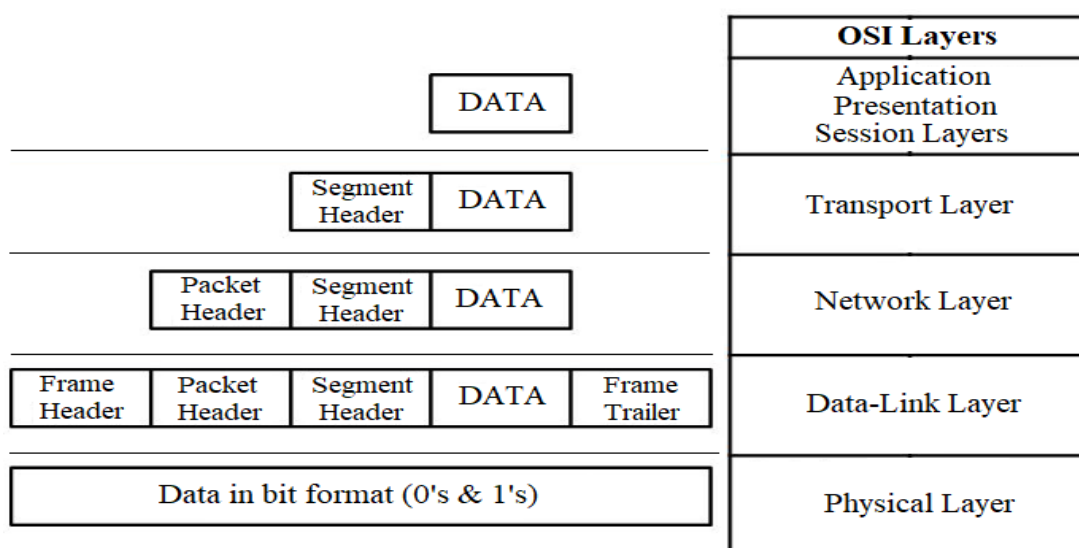 OSI Layers
Application
Presentation
Session Layers
DATA
Segment
Header
DATA
Transport Layer
Packet
Header
Segment
Header
DATA
Network Layer
Frame
Header
Packet
Header
Segment
Header
DATA
Frame
Trailer
Data-Link Layer
Data in bit format (0's & 1's)
Physical Layer